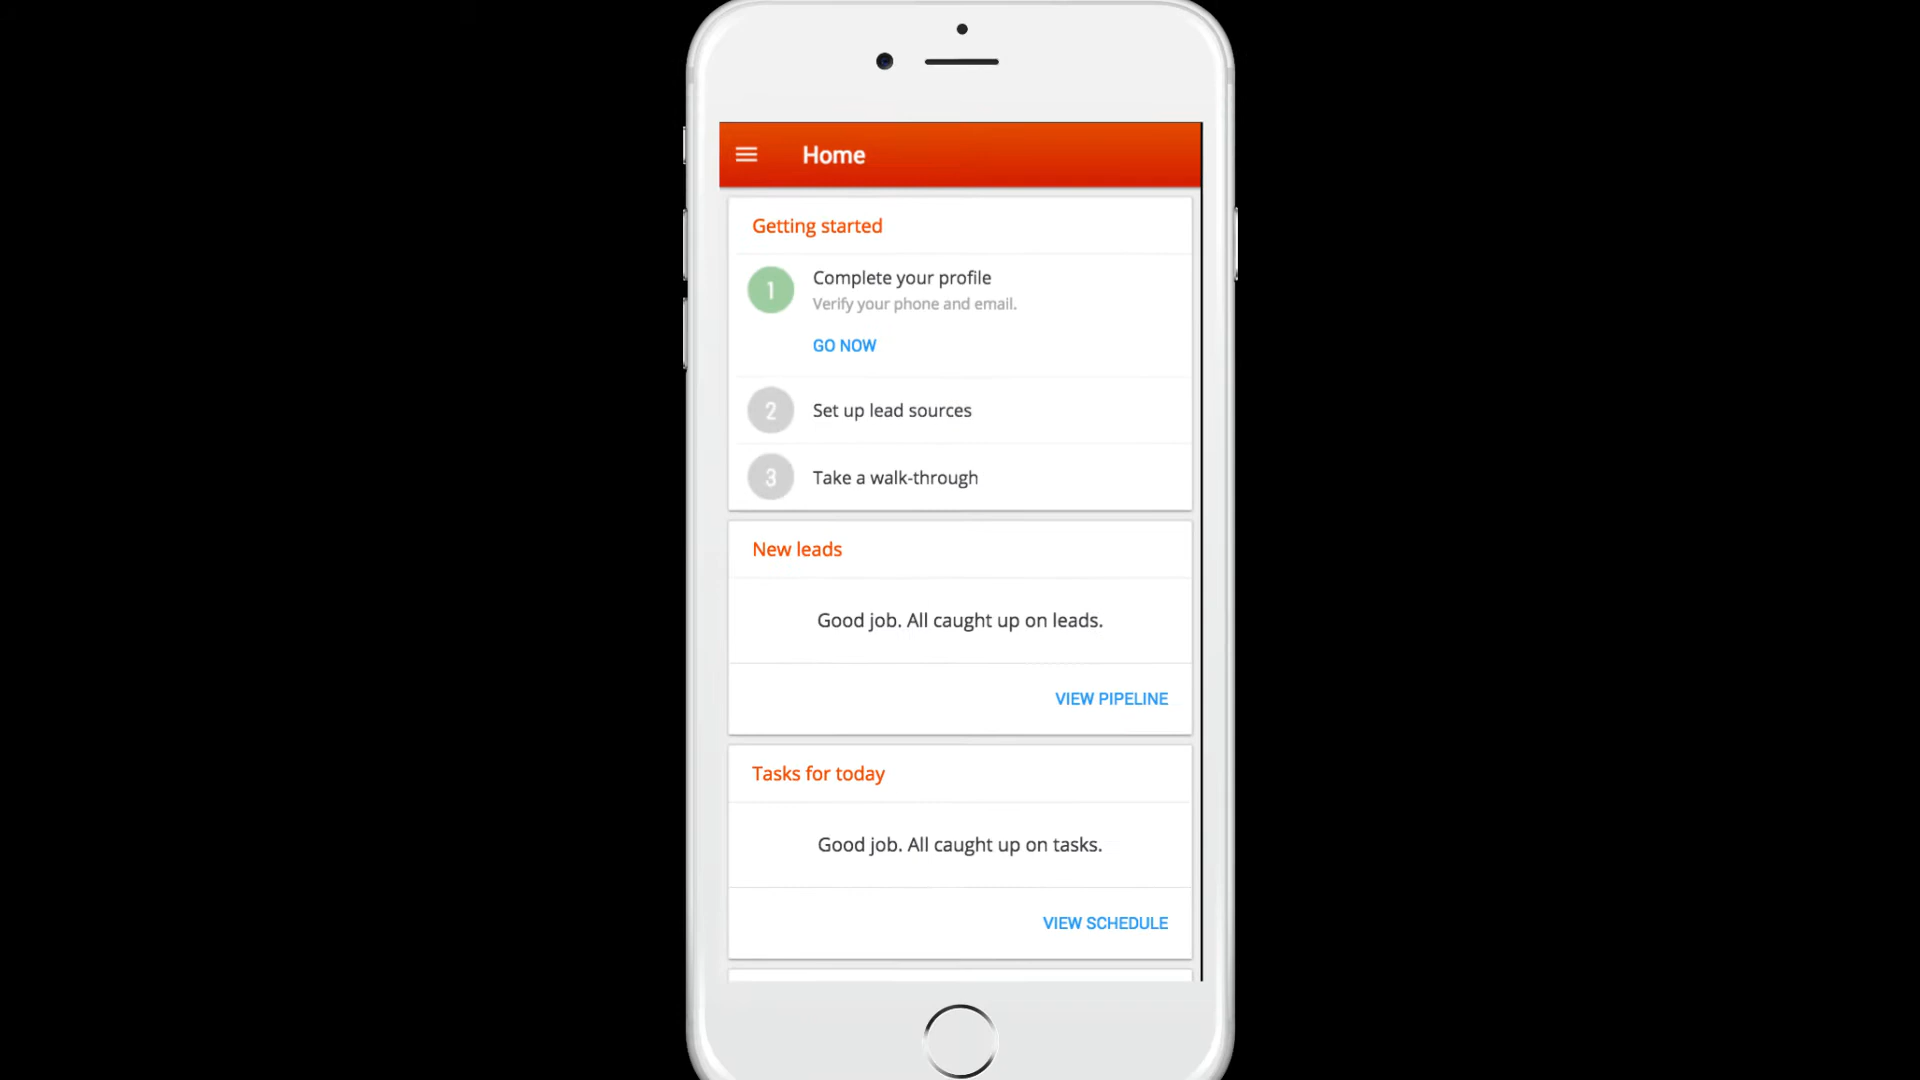 Home
Getting started
1
Complete your profile
Verify your phone and email.
GO NOW
2
Set up lead sources
3
Take a walk-through
New leads
Good job. All caught up on leads.
VIEW PIPELINE
Tasks for today
Good job. All caught up on tasks.
VIEW SCHEDULE